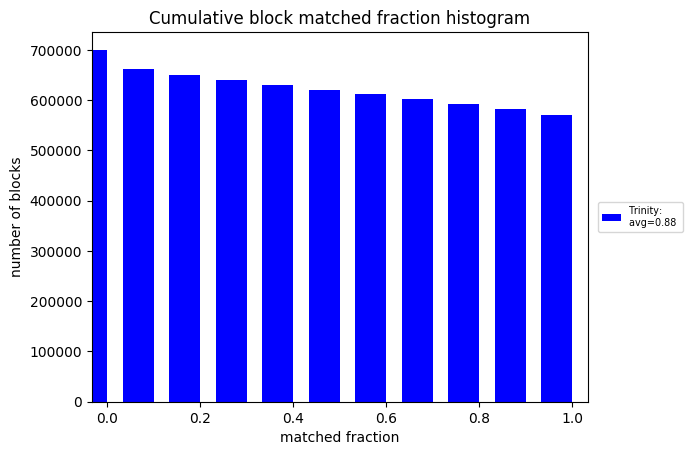 Cumulative block matched fraction histogram
number of blocks
700000
600000
500000
400000
300000
200000
100000
0
0.0 0.2 0.4 0.6 0.8 1.0
matched fraction
Trinity:
avg=0.88